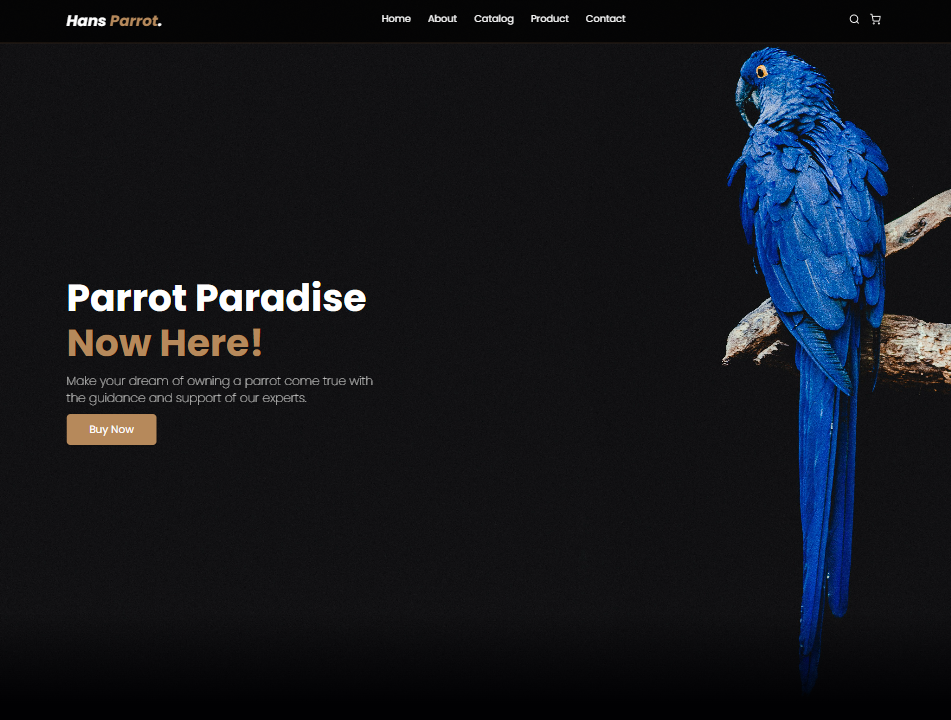 Hans Parrot.
Home About Catalog Product Contact
Parrot Paradise
Now Here!
Make your dream of owning a parrot come true with
the guidance and support of our experts.
Buy Now